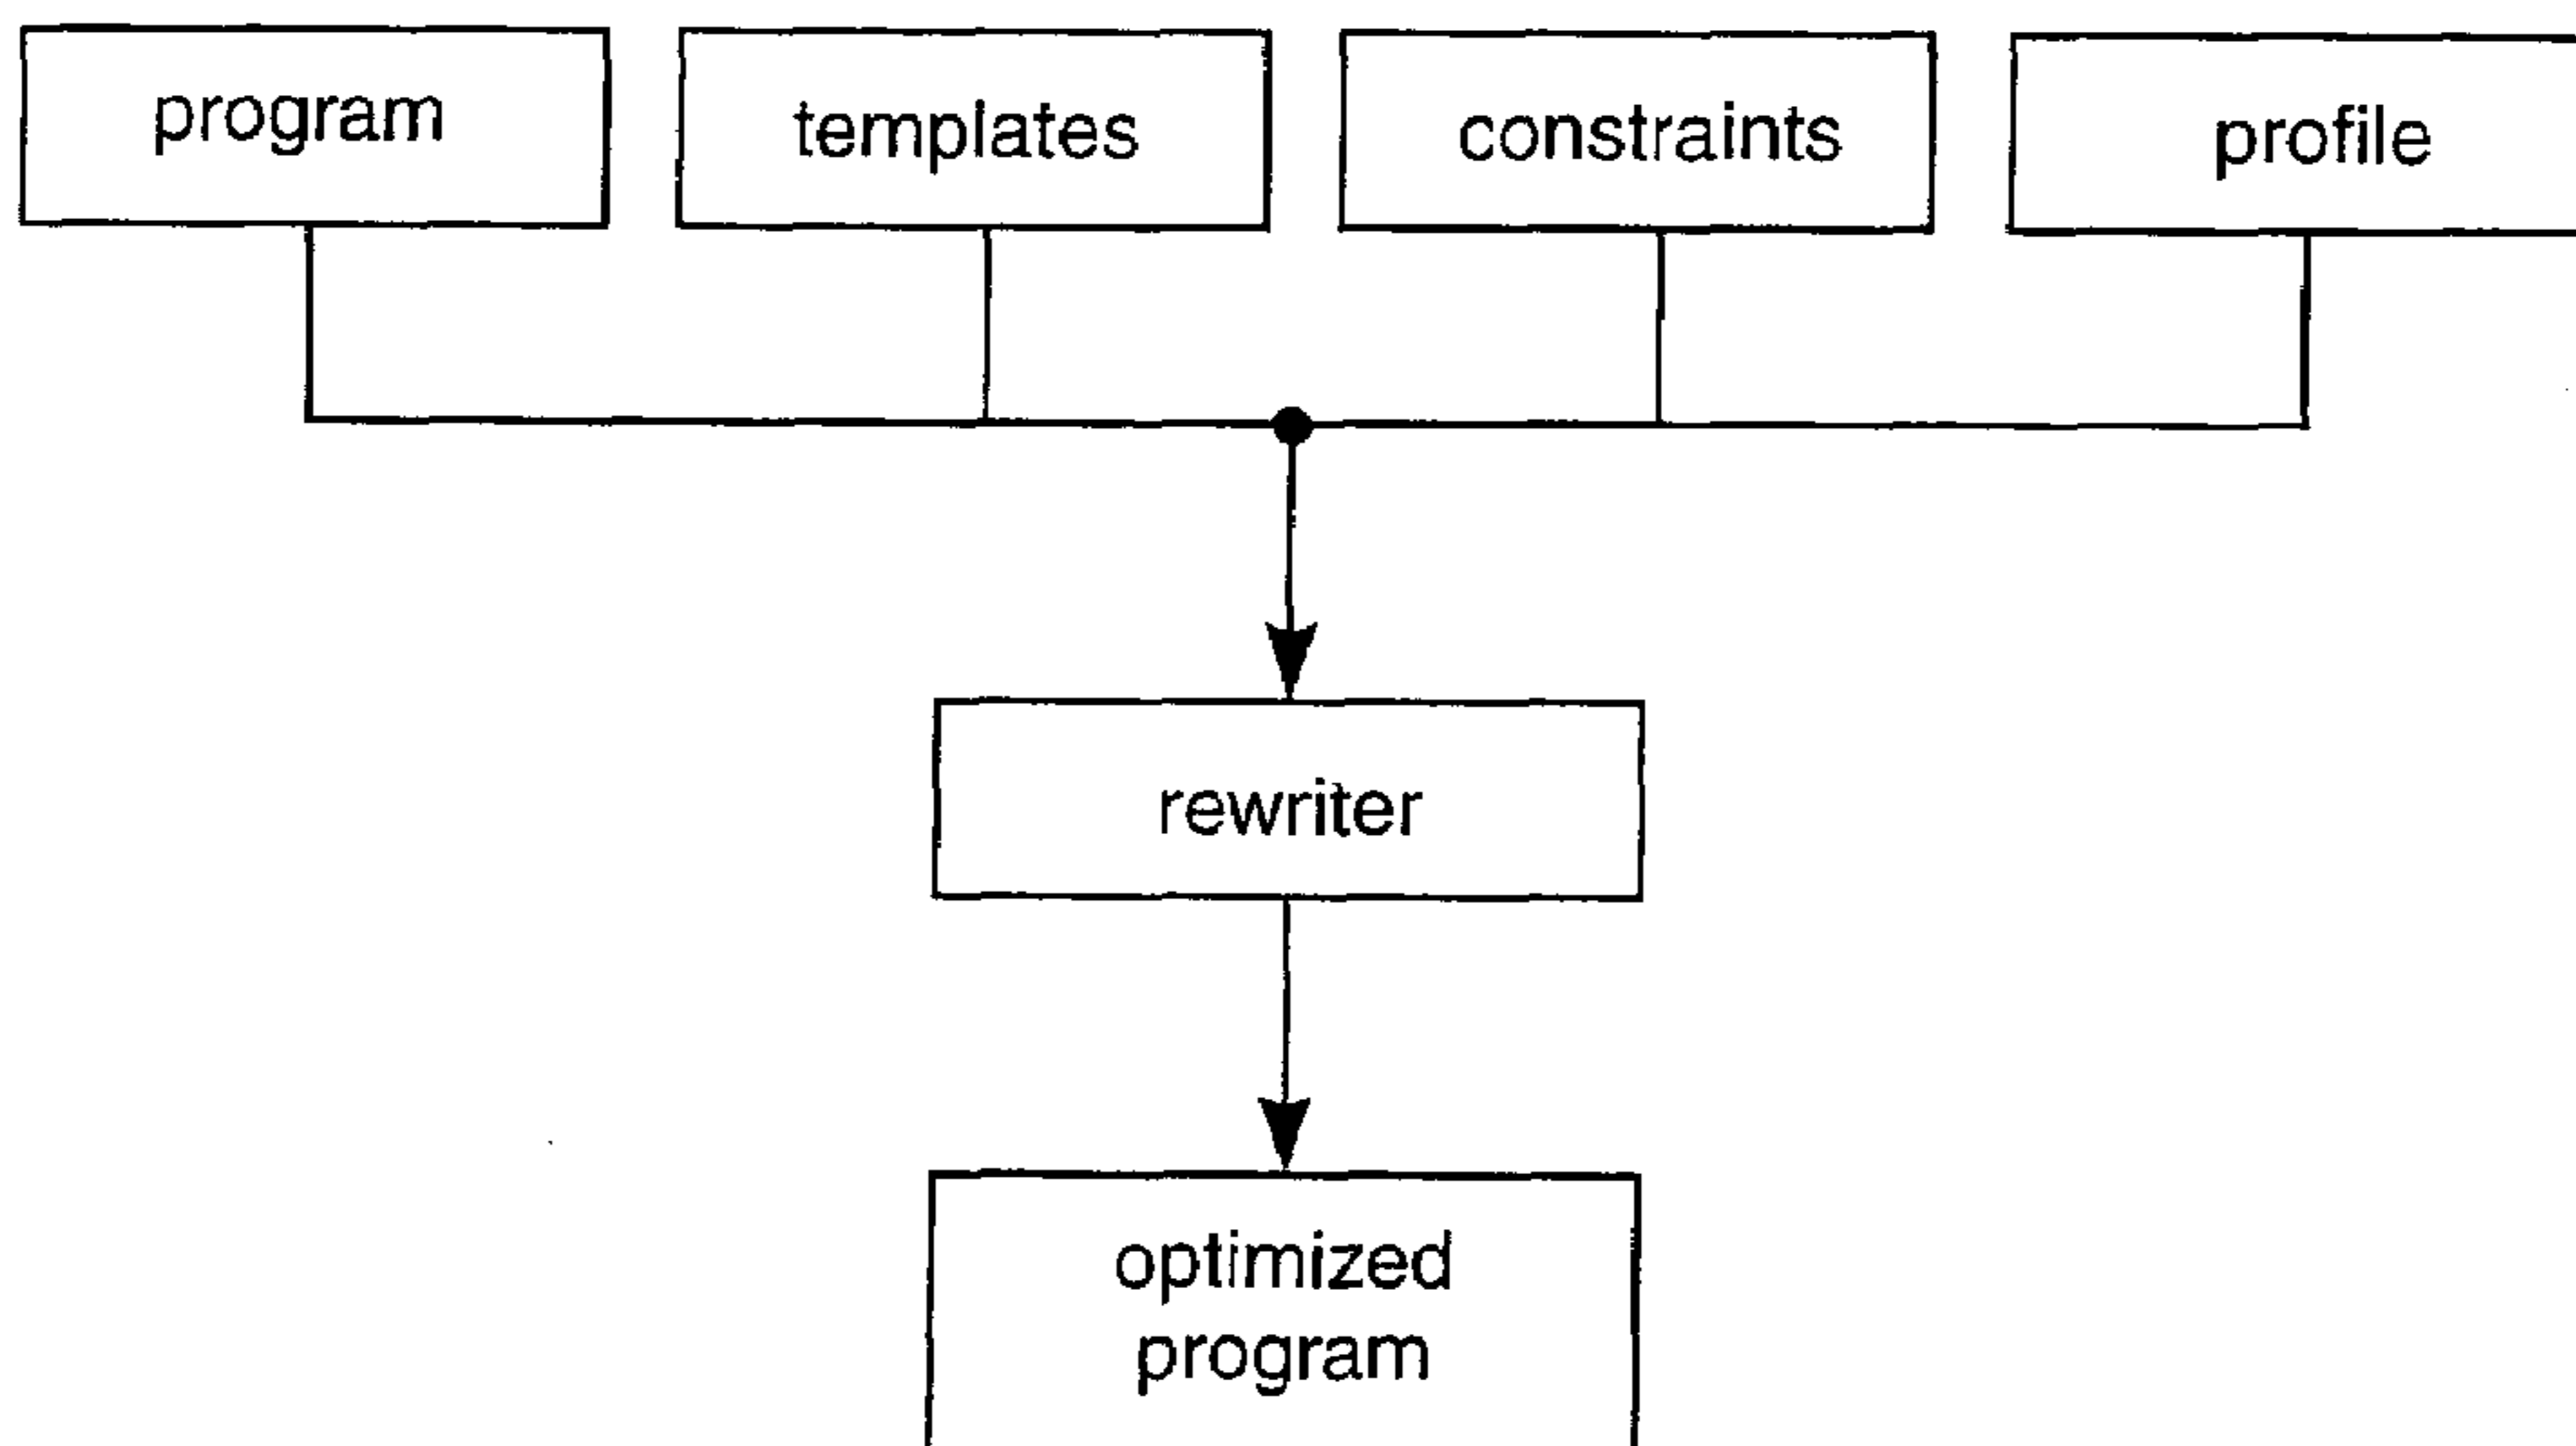 program
templates
constraints
profile
rewriter
optimized
program